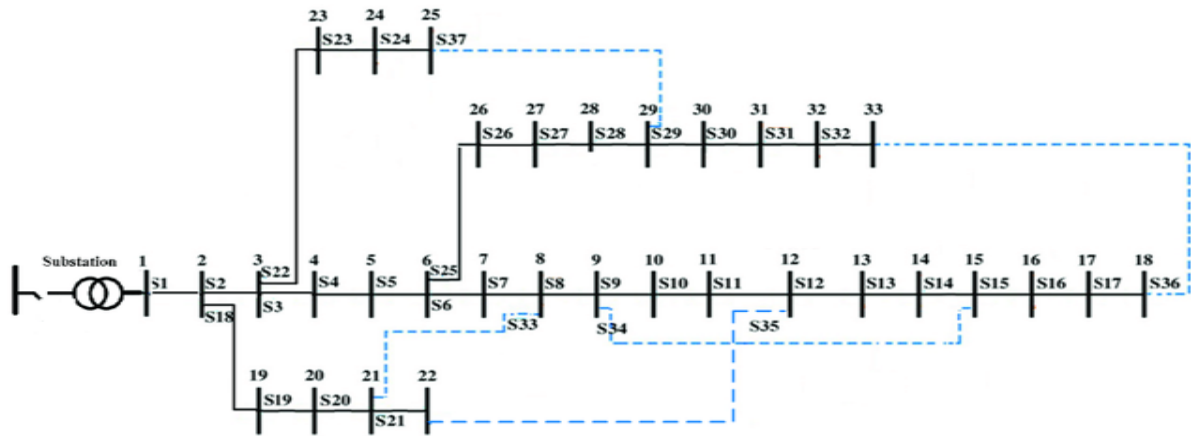 23 24 25
S23 S24 S37
26 27 28 29 30 31 32 33
S26 S27 S28 S29 S30 S31 S32
Substation
1 2 3 4 5 6 7 8 9 10 11 12 13 14 15 16 17 18
S22 S25
S1 S2 S4 S5 S7 S8 S9 S10 S11 S12 S13 S14 S15 S16 S17 S36
S3 S6
S18 S33 S34 S35
19 20 21 22
S19 S20
S21